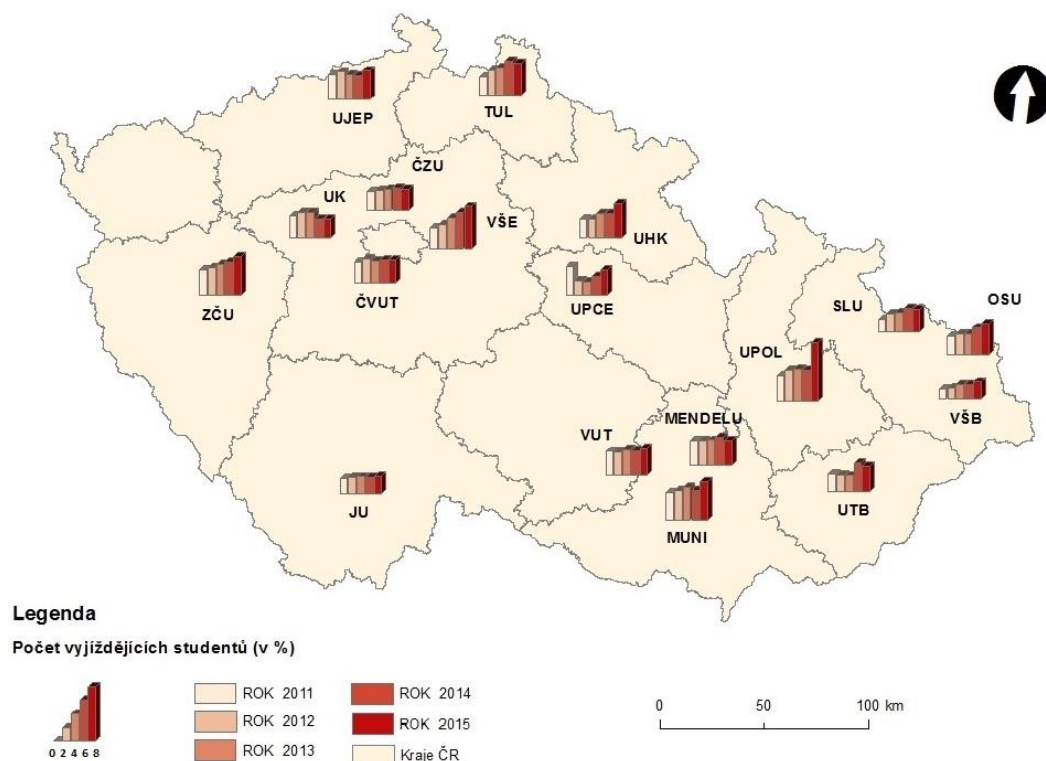 UJEP
TUL
ČZU
UK
VŠE
UHK
ZČU
ČVUT
UPCE
SLU
OSU
UPOL
VŠB
MENDELU
VUT
UTB
JU
MUNI
Legenda
Počet vyjíždějících studentů (v %)
ROK 2011
ROK 2014
ROK 2012
ROK 2015
ROK 2013
Kraje ČR
0 2 4 6 8
0 50 100 km